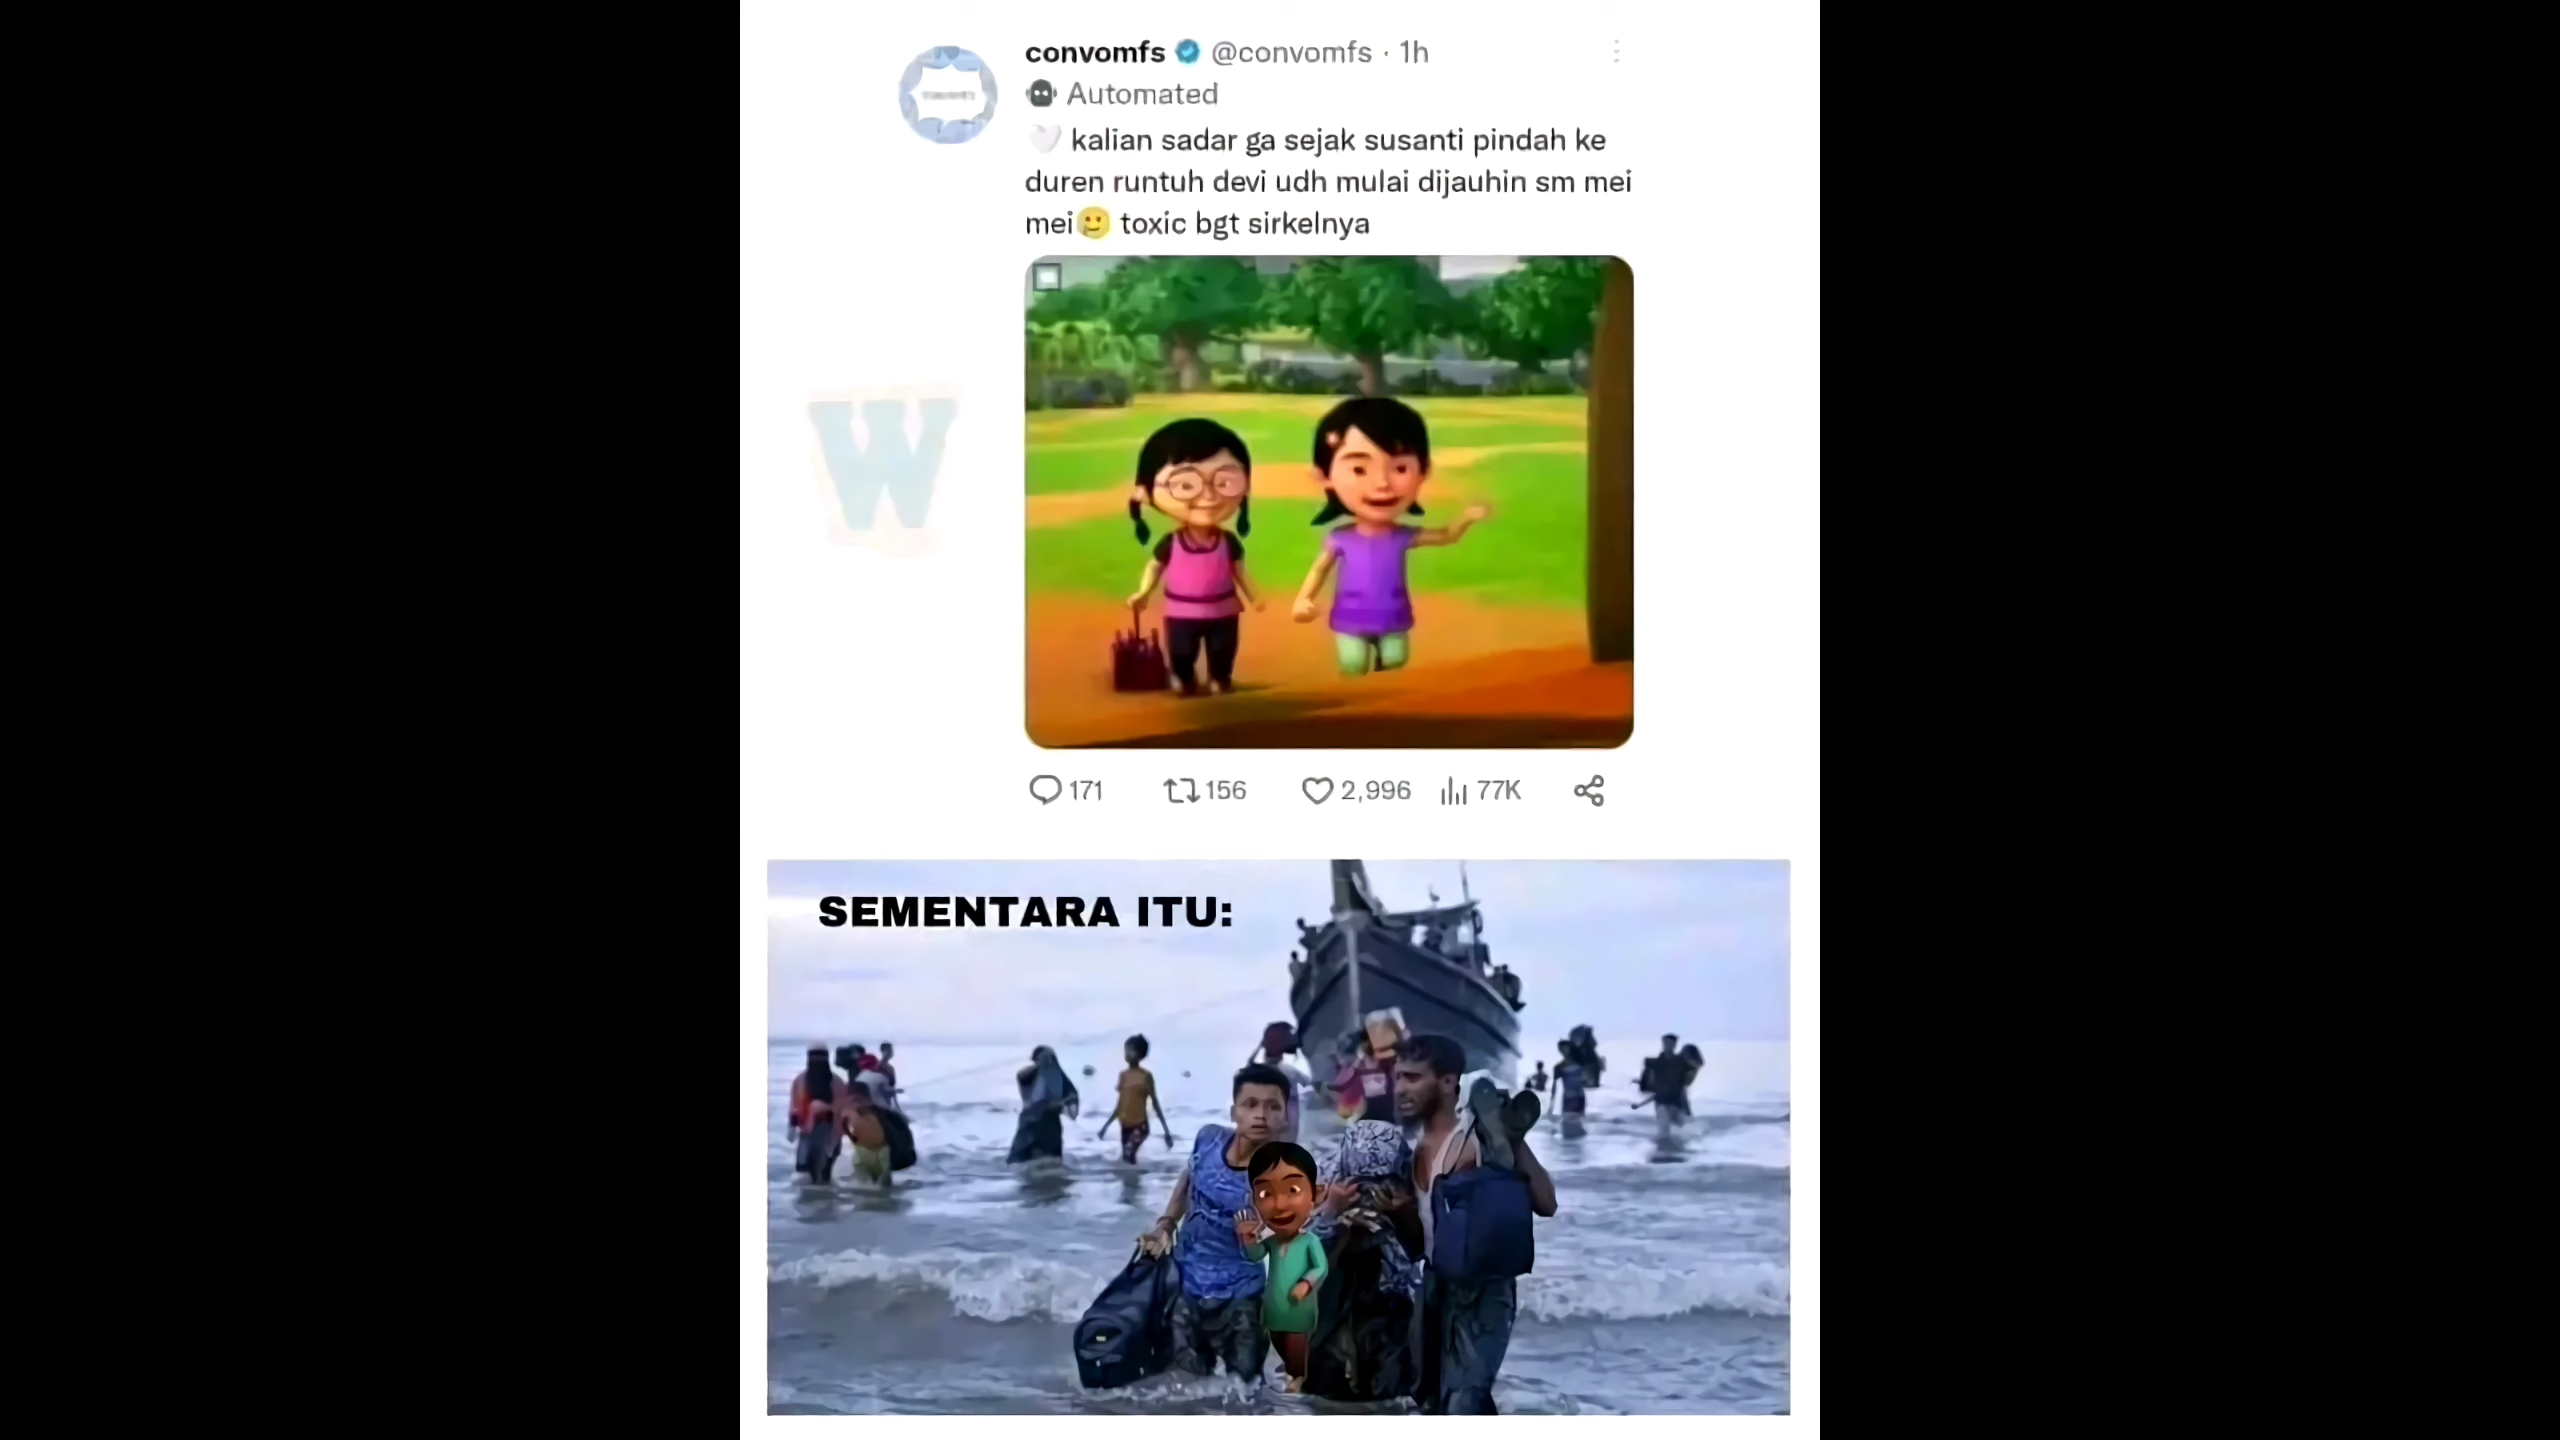 convomfs @convomfs · 1h
Automated
🤍 kalian sadar ga sejak susanti pindah ke
duren runtuh devi udh mulai dijauhin sm mei
mei🥲 toxic bgt sirkelnya
W
171 156 2,996 77K
SEMENTARA ITU: